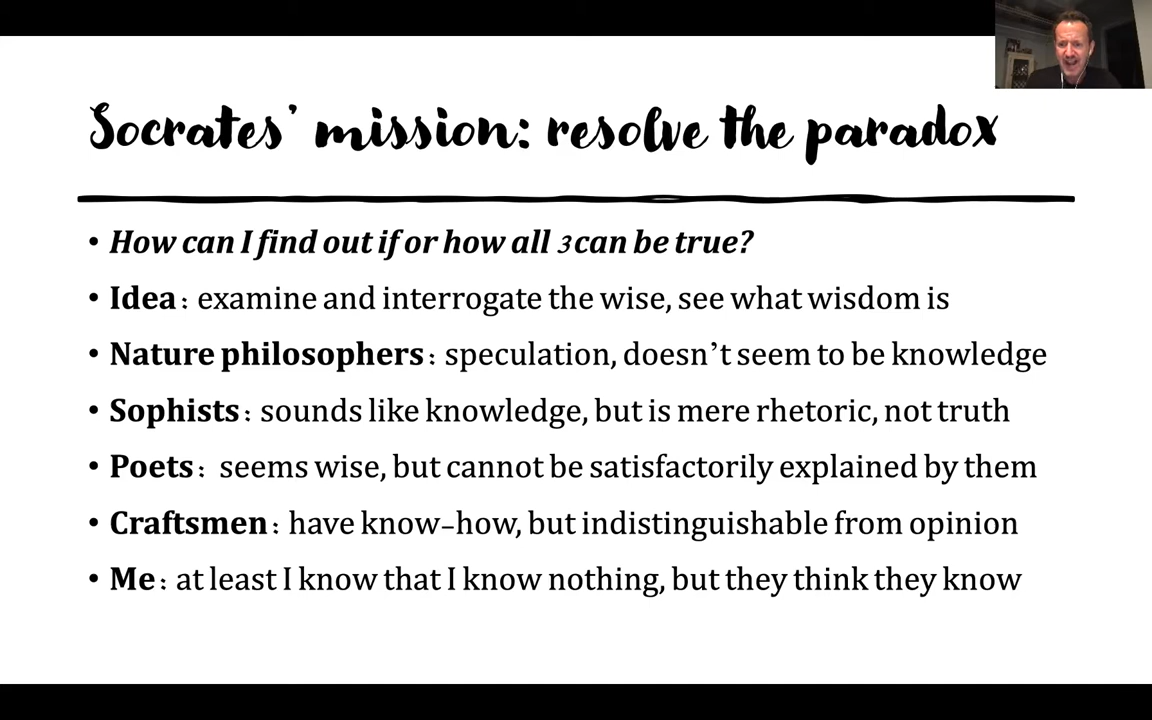 Socrates' mission: resolve the paradox
• How can I find out if or how all 3 can be true?
• Idea: examine and interrogate the wise, see what wisdom is
• Nature philosophers: speculation, doesn't seem to be knowledge
• Sophists: sounds like knowledge, but is mere rhetoric, not truth
• Poets: seems wise, but cannot be satisfactorily explained by them
• Craftsmen: have know-how, but indistinguishable from opinion
• Me: at least I know that I know nothing, but they think they know